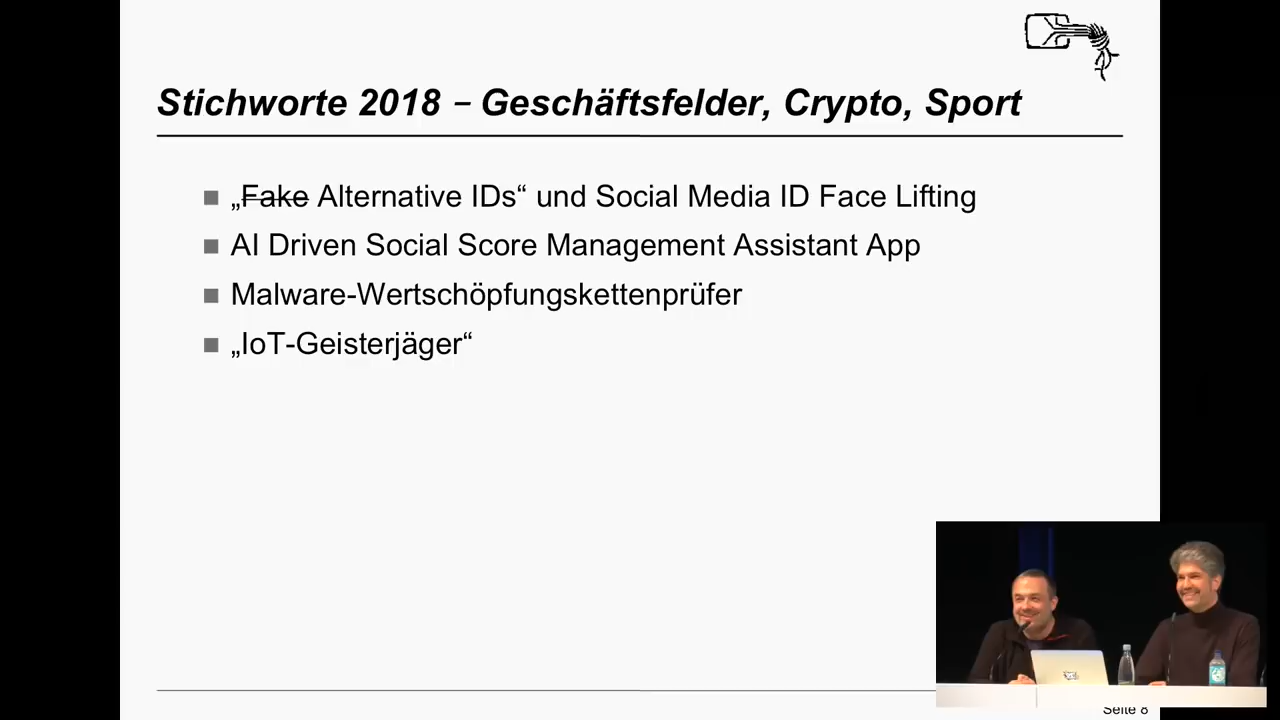 Stichworte 2018 – Geschäftsfelder, Crypto, Sport
„Fake Alternative IDs“ und Social Media ID Face Lifting
AI Driven Social Score Management Assistant App
Malware-Wertschöpfungskettenprüfer
„IoT-Geisterjäger“
Seite 8